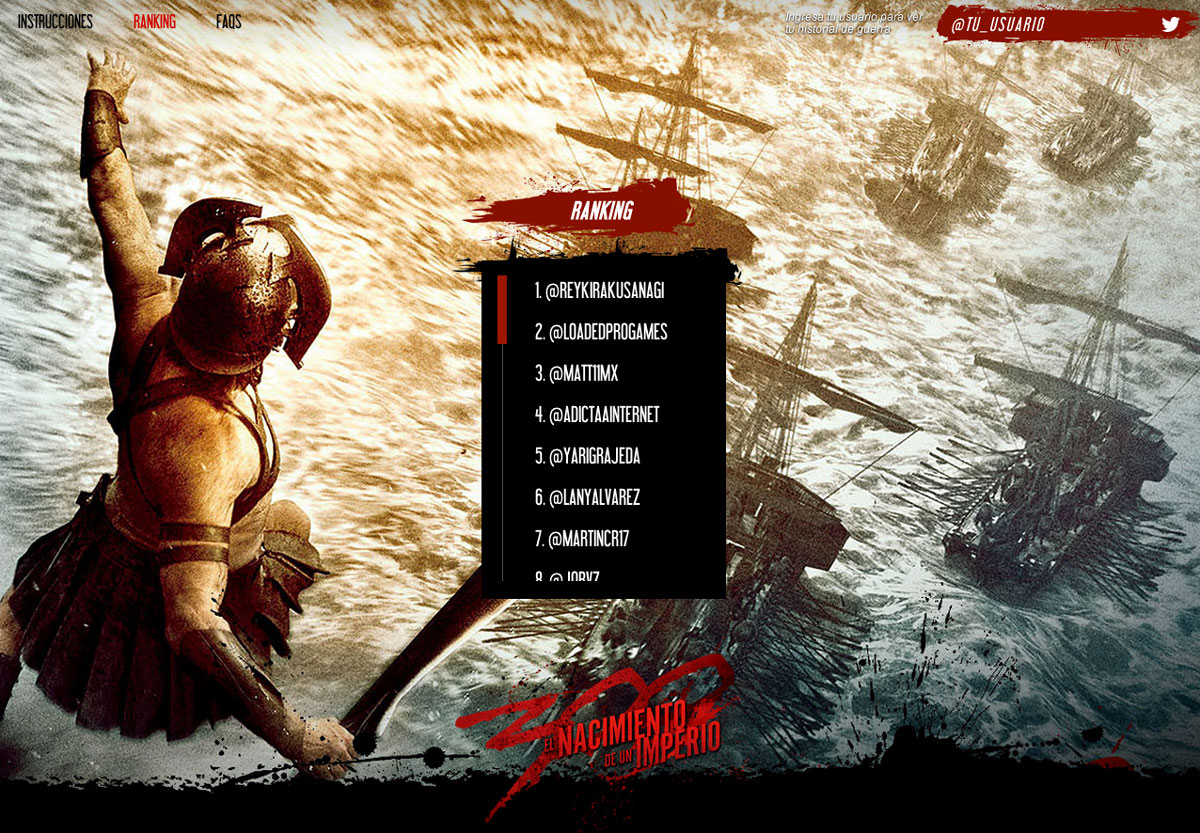 INSTRUCCIONES RANKING FAQS
Ingresa tu usuario para ver
tu historial de guerra
@TU_USUARIO
RANKING
1. @REYKIRAKUSANAGI
2. @LOADEDPROGAMES
3. @MATT11MX
4. @ADICTAAINTERNET
5. @YARIGRAJEDA
6. @LANYALVAREZ
7. @MARTINCR17
300
EL NACIMIENTO
DE UN IMPERIO